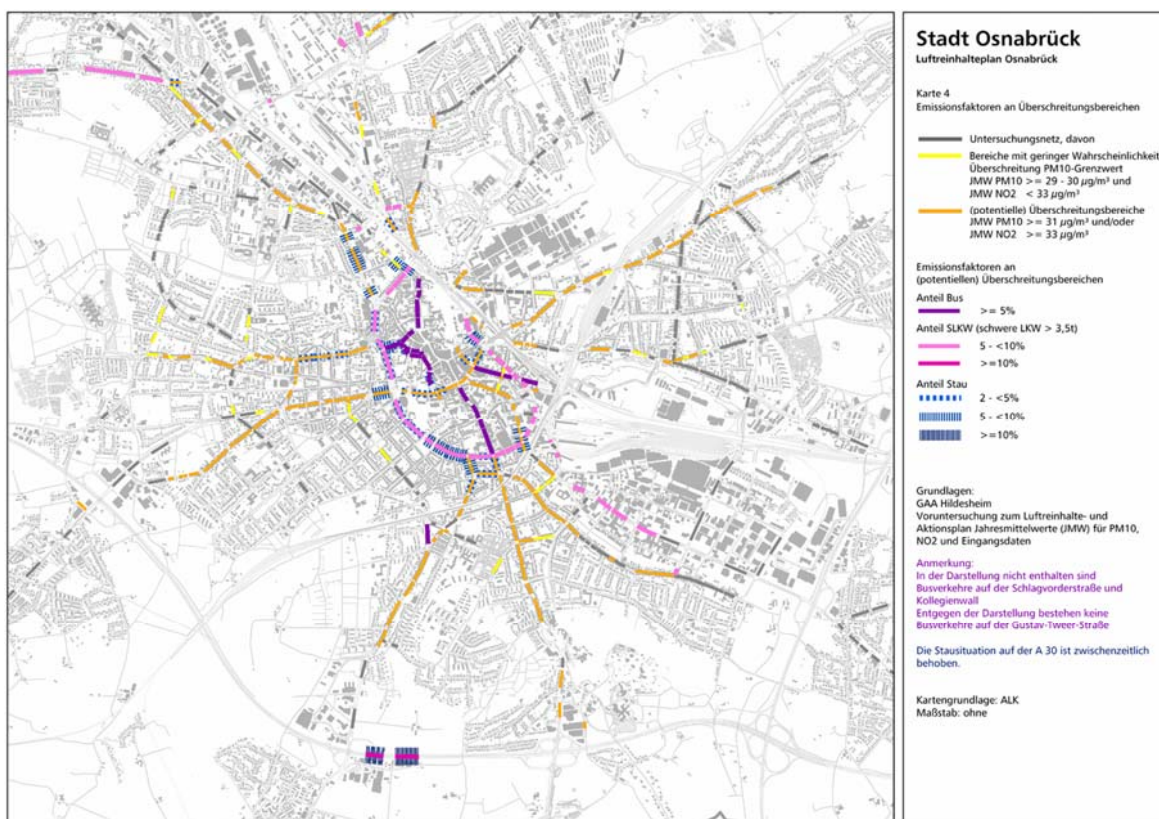 Stadt Osnabrück
Luftreinhalteplan Osnabrück
Karte 4
Emissionsfaktoren an Überschreitungsbereichen
Untersuchungsnetz, davon
Bereiche mit geringer Wahrscheinlichkeit
Überschreitung PM10-Grenzwert
JMW PM10 >= 29 - 30 µg/m³ und
JMW NO2 < 33 µg/m³
(potentielle) Überschreitungsbereiche
JMW PM10 >= 31 µg/m³ und/oder
JMW NO2 >= 33 µg/m³
Emissionsfaktoren an
(potentiellen) Überschreitungsbereichen
Anteil Bus
>= 5%
Anteil SLKW (schwere LKW > 3,5t)
5 - <10%
>=10%
Anteil Stau
2 - <5%
5 - <10%
>=10%
Grundlagen:
GAA Hildesheim
Voruntersuchung zum Luftreinhalte- und
Aktionsplan Jahresmittelwerte (JMW) für PM10,
NO2 und Eingangsdaten
Anmerkung:
In der Darstellung nicht enthalten sind
Busverkehre auf der Schlagvorderstraße und
Kollegienwall
Entgegen der Darstellung bestehen keine
Busverkehre auf der Gustav-Tweer-Straße
Die Stausituation auf der A 30 ist zwischenzeitlich
behoben.
Kartengrundlage: ALK
Maßstab: ohne